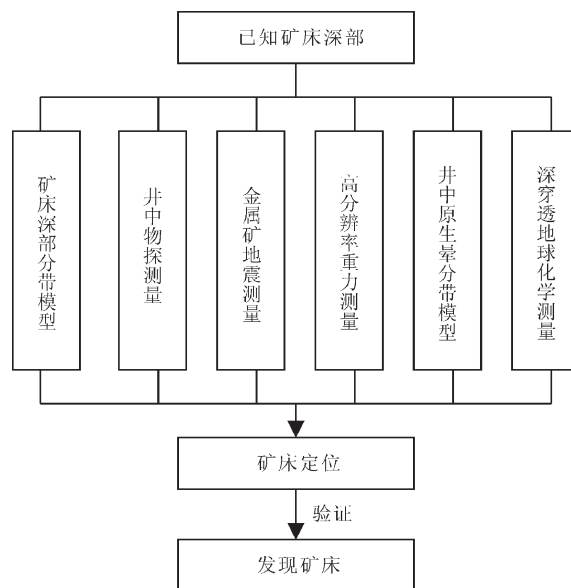 已知矿床深部
矿床深部分带模型
井中物探测量
金属矿地震测量
高分辨率重力测量
井中原生晕分带模型
深穿透地球化学测量
矿床定位
验证
发现矿床